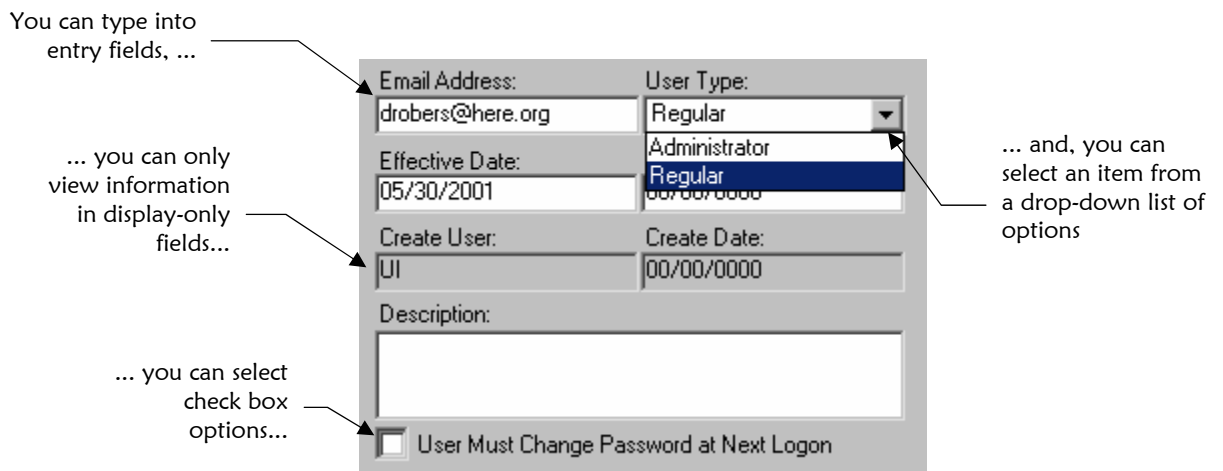 You can type into
entry fields, ...
Email Address:
User Type:
drobers@here.org
Regular
Administrator
Regular
... you can only
view information
in display-only
fields...
Effective Date:
05/30/2001
00/00/0000
... and, you can
select an item from
a drop-down list of
options
Create User:
Create Date:
UI
00/00/0000
Description:
... you can select
check box
options...
User Must Change Password at Next Logon